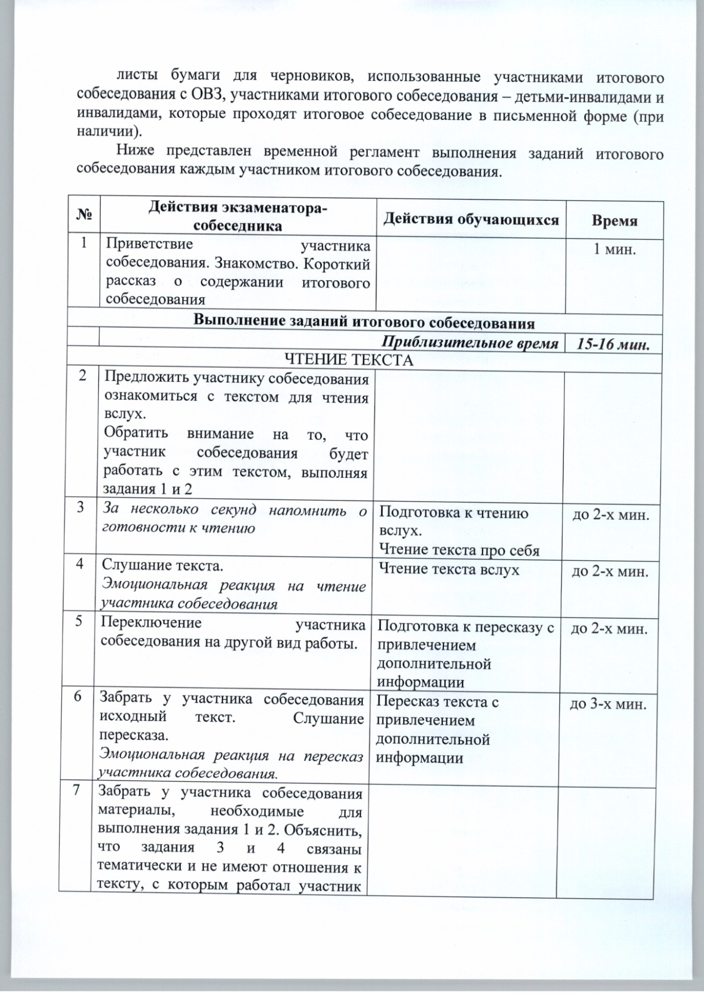 листы бумаги для черновиков, использованные участниками итогового
собеседования с ОВЗ, участниками итогового собеседования – детьми-инвалидами и
инвалидами, которые проходят итоговое собеседование в письменной форме (при
наличии).
Ниже представлен временной регламент выполнения заданий итогового
собеседования каждым участником итогового собеседования.
№
Действия экзаменатора-
собеседника
Действия обучающихся
Время
1
Приветствие участника
собеседования. Знакомство. Короткий
рассказ о содержании итогового
собеседования
1 мин.
Выполнение заданий итогового собеседования
Приблизительное время
15-16 мин.
ЧТЕНИЕ ТЕКСТА
2
Предложить участнику собеседования
ознакомиться с текстом для чтения
вслух.
Обратить внимание на то, что
участник собеседования будет
работать с этим текстом, выполняя
задания 1 и 2
3
За несколько секунд напомнить о
готовности к чтению
Подготовка к чтению
вслух.
Чтение текста про себя
до 2-х мин.
4
Слушание текста.
Эмоциональная реакция на чтение
участника собеседования
Чтение текста вслух
до 2-х мин.
5
Переключение участника
собеседования на другой вид работы.
Подготовка к пересказу с
привлечением
дополнительной
информации
до 2-х мин.
6
Забрать у участника собеседования
исходный текст. Слушание
пересказа.
Эмоциональная реакция на пересказ
участника собеседования.
Пересказ текста с
привлечением
дополнительной
информации
до 3-х мин.
7
Забрать у участника собеседования
материалы, необходимые для
выполнения задания 1 и 2. Объяснить,
что задания 3 и 4 связаны
тематически и не имеют отношения к
тексту, с которым работал участник